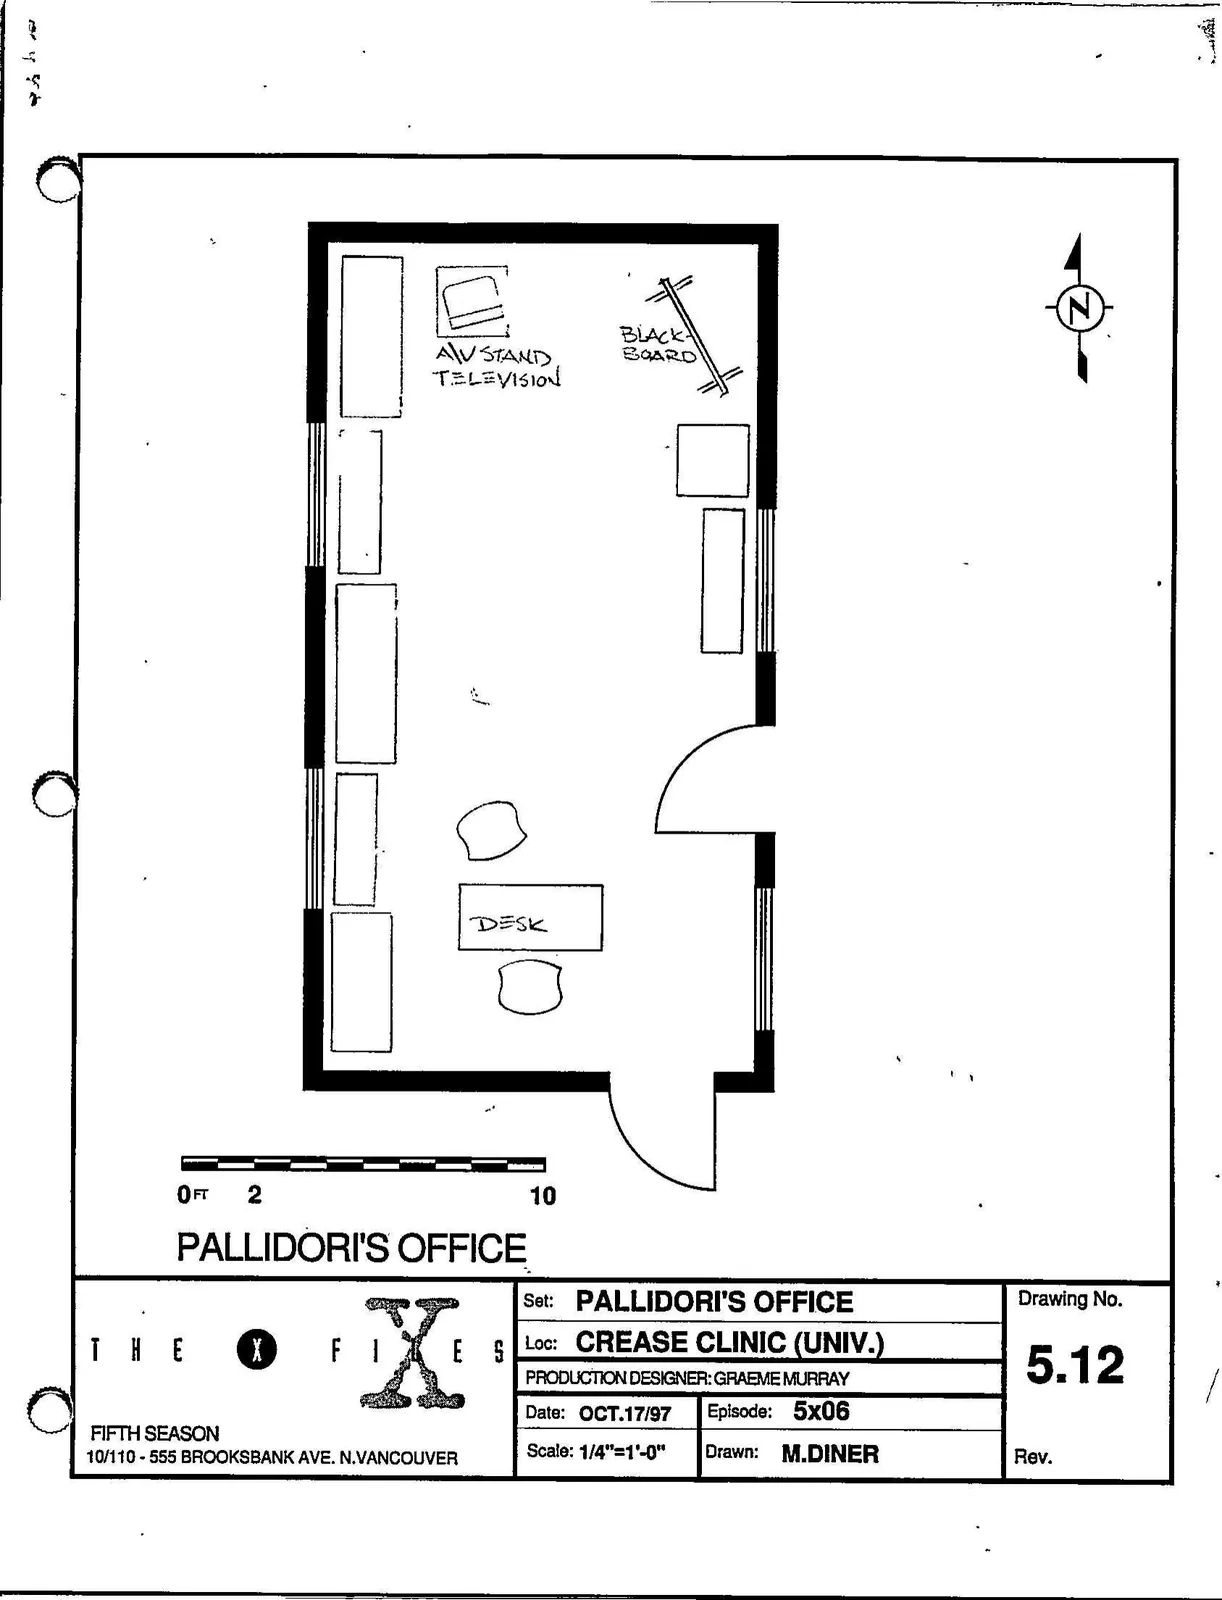 N
BLACK-
BOARD
A/V STAND
TELEVISION
DESK
0FT 2 10
PALLIDORI'S OFFICE
THE X FILES
X
FIFTH SEASON
10/110 - 555 BROOKSBANK AVE. N.VANCOUVER
Set: PALLIDORI'S OFFICE
Loc: CREASE CLINIC (UNIV.)
PRODUCTION DESIGNER: GRAEME MURRAY
Date: OCT.17/97
Episode: 5x06
Scale: 1/4"=1'-0"
Drawn: M.DINER
Drawing No.
5.12
Rev.